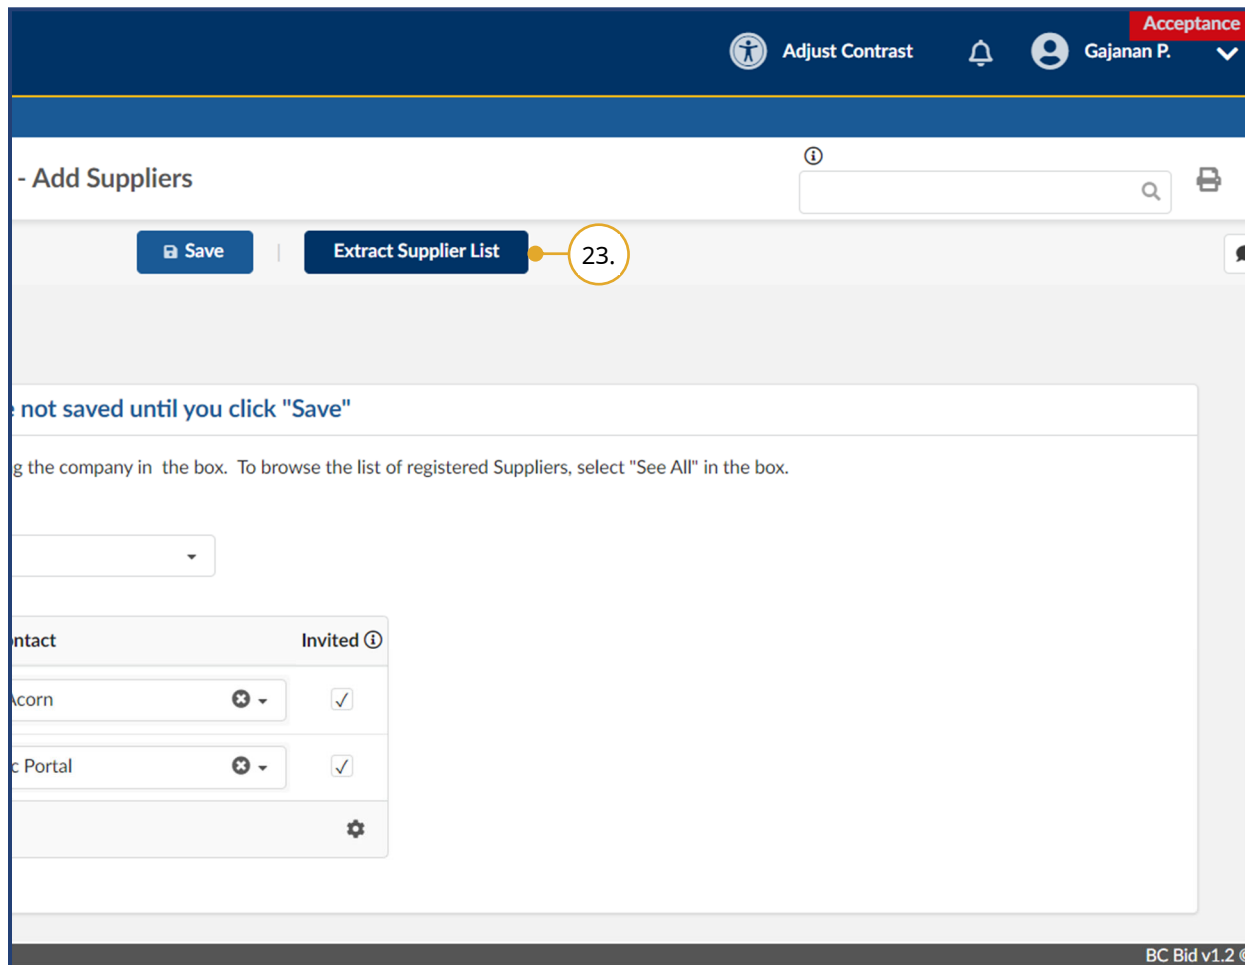 Acceptance
Adjust Contrast
Gajanan P.
- Add Suppliers
Save
Extract Supplier List
23.
not saved until you click "Save"
g the company in the box. To browse the list of registered Suppliers, select "See All" in the box.
ontact
Invited
Acorn
c Portal
BC Bid v1.2 ©